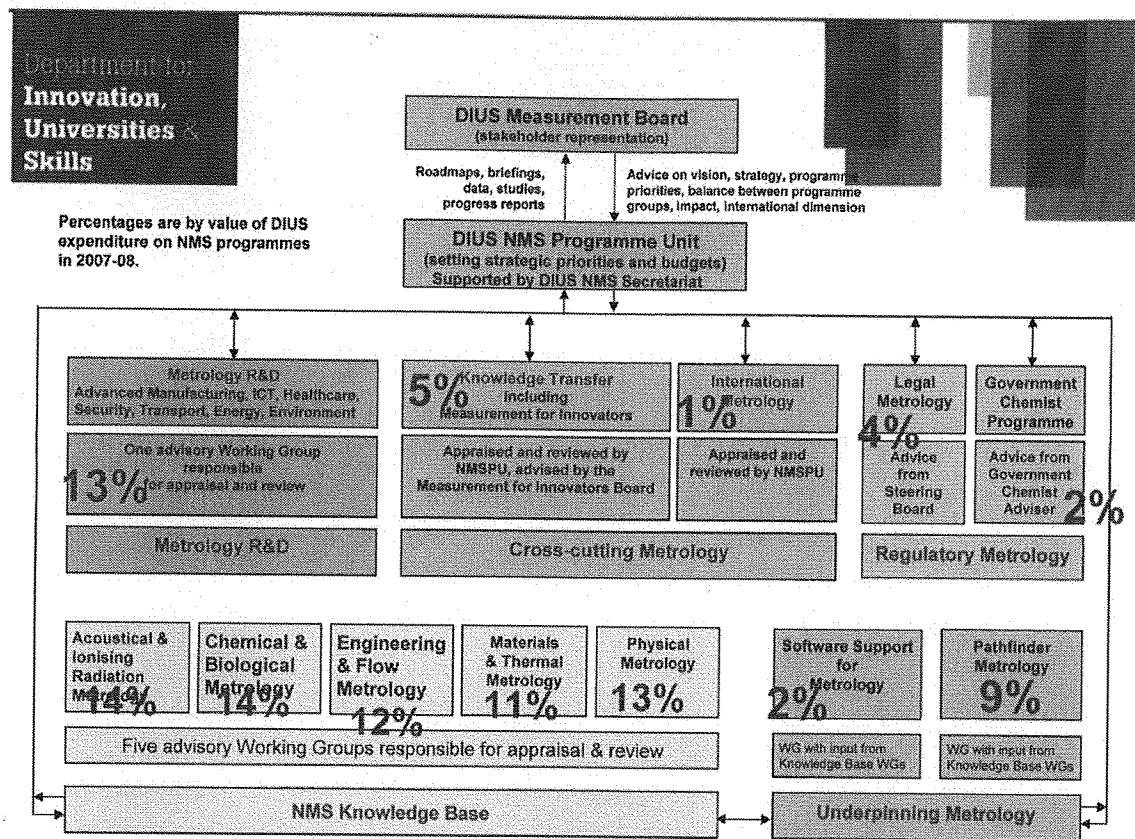 Department for
Innovation,
Universities &
Skills
DIUS Measurement Board
(stakeholder representation)
Roadmaps, briefings,
data, studies,
progress reports
Advice on vision, strategy, programme
priorities, balance between programme
groups, impact, international dimension
Percentages are by value of DIUS
expenditure on NMS programmes
in 2007-08.
DIUS NMS Programme Unit
(setting strategic priorities and budgets)
Supported by DIUS NMS Secretariat
Metrology R&D
Advanced Manufacturing, ICT, Healthcare,
Security, Transport, Energy, Environment
One advisory Working Group
responsible
for appraisal and review
13%
Metrology R&D
5%
Knowledge Transfer
including
Measurement for Innovators
Appraised and reviewed by
NMSPU, advised by the
Measurement for Innovators Board
International
Metrology
1%
Appraised and
reviewed by NMSPU
Cross-cutting Metrology
Legal
Metrology
4%
Advice
from
Steering
Board
Government
Chemist
Programme
Advice from
Government
Chemist
Adviser
2%
Regulatory Metrology
Acoustical &
Ionising
Radiation
Metrology
14%
Chemical &
Biological
Metrology
14%
Engineering
& Flow
Metrology
12%
Materials
& Thermal
Metrology
11%
Physical
Metrology
13%
Software Support
for
Metrology
2%
Pathfinder
Metrology
9%
Five advisory Working Groups responsible for appraisal & review
WG with input from
Knowledge Base WGs
WG with input from
Knowledge Base WGs
NMS Knowledge Base
Underpinning Metrology